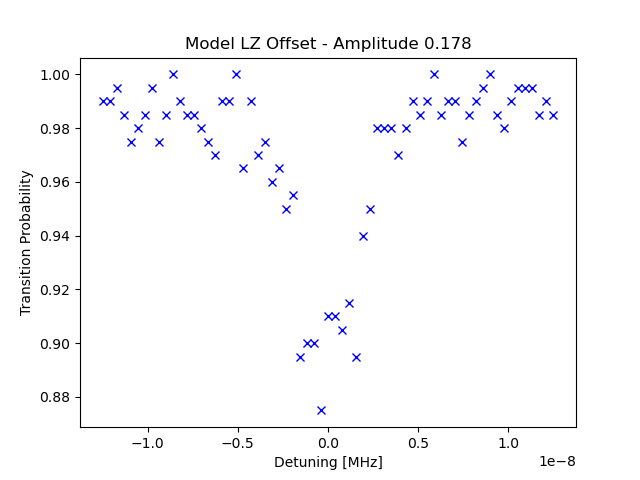 Model LZ Offset - Amplitude 0.178
1.00
0.98
0.96
0.94
0.92
0.90
0.88
Transition Probability
−1.0 −0.5 0.0 0.5 1.0
1e−8
Detuning [MHz]